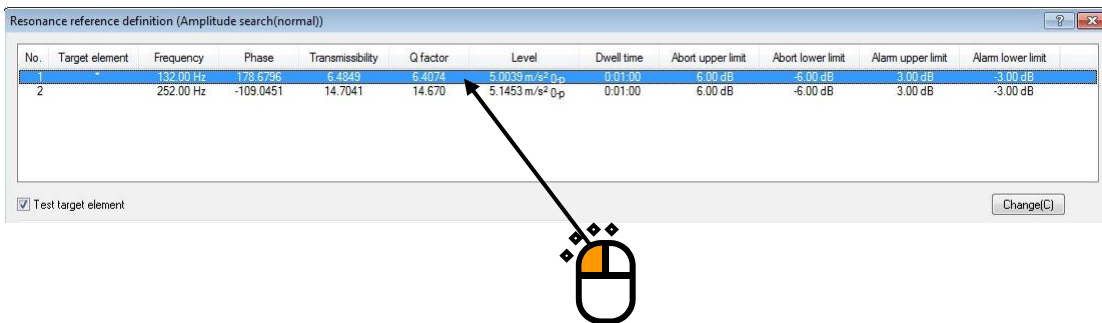 Resonance reference definition (Amplitude search(normal))
No. Target element Frequency Phase Transmissibility Q factor Level Dwell time Abort upper limit Abort lower limit Alarm upper limit Alarm lower limit
1 * 132.00 Hz 178.6796 6.4849 6.4074 5.0039 m/s² 0-p 0:01:00 6.00 dB -6.00 dB 3.00 dB -3.00 dB
2 252.00 Hz -109.0451 14.7041 14.670 5.1453 m/s² 0-p 0:01:00 6.00 dB -6.00 dB 3.00 dB -3.00 dB
Test target element Change(C)